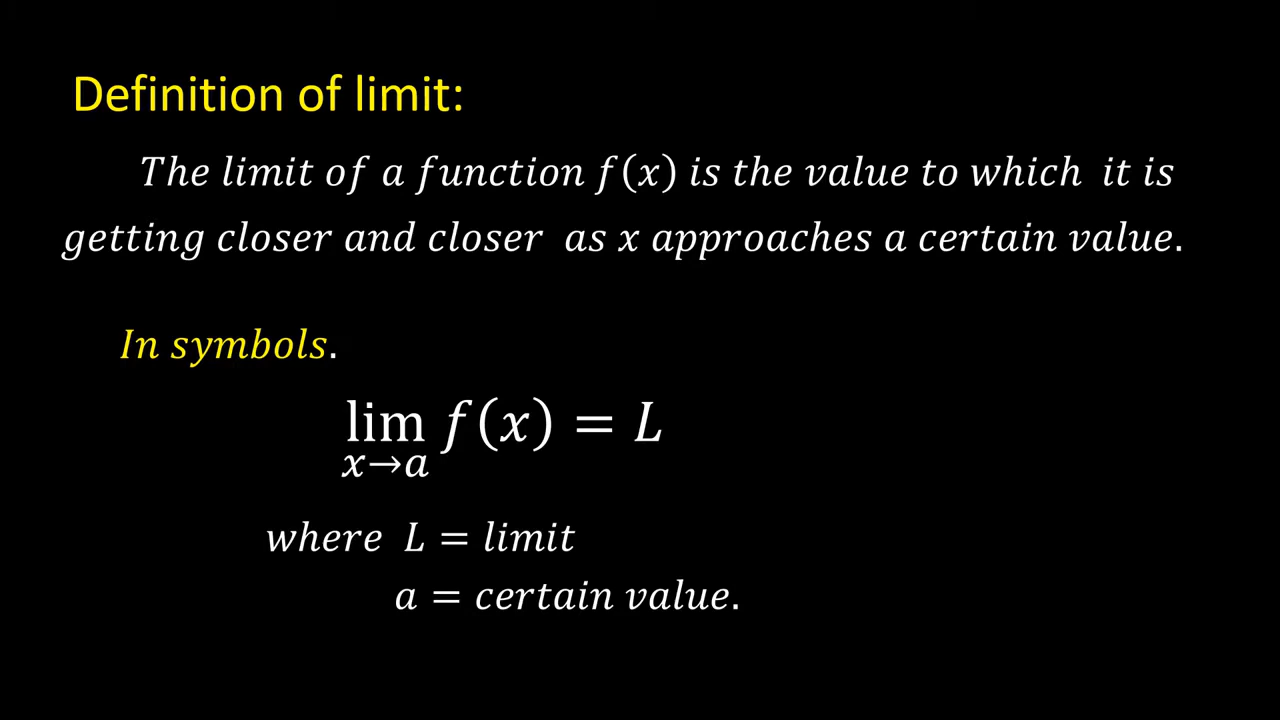 Definition of limit:
The limit of a function f(x) is the value to which it is
getting closer and closer as x approaches a certain value.
In symbols.
lim f(x) = L
x→a
where L = limit
a = certain value.